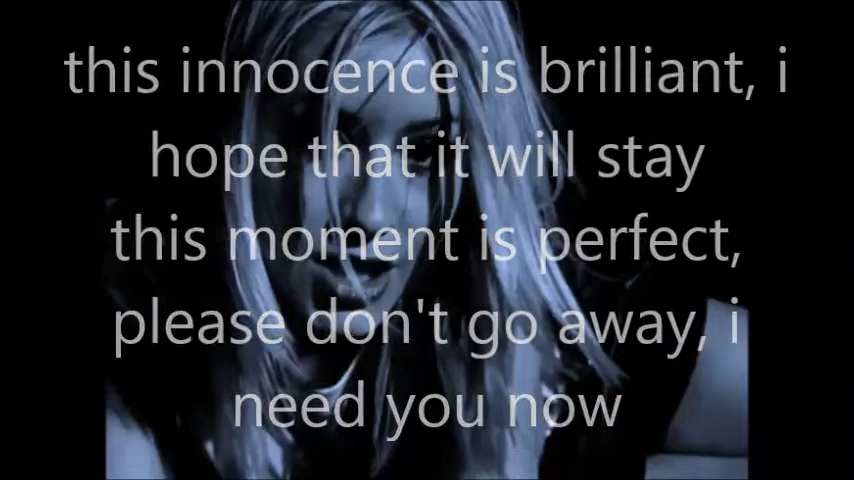 this innocence is brilliant, i
hope that it will stay
this moment is perfect,
please don't go away, i
need you now